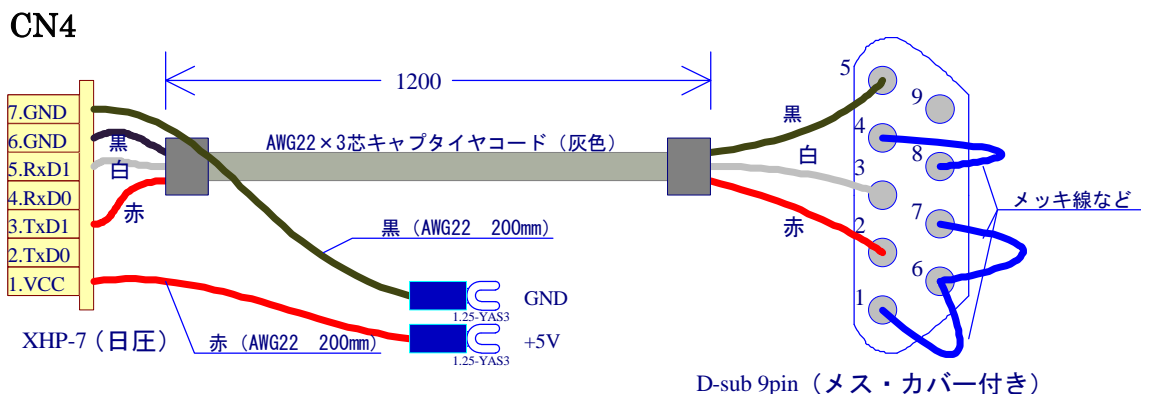 CN4
1200
7.GND
6.GND
5.RxD1
4.RxD0
3.TxD1
2.TxD0
1.VCC
黒
白
赤
AWG22×3芯キャプタイヤコード（灰色）
黒
白
赤
5
4
3
2
1
9
8
7
6
メッキ線など
黒（AWG22　200mm）
GND
1.25-YAS3
+5V
1.25-YAS3
XHP-7（日圧）
赤（AWG22　200mm）
D-sub 9pin（メス・カバー付き）